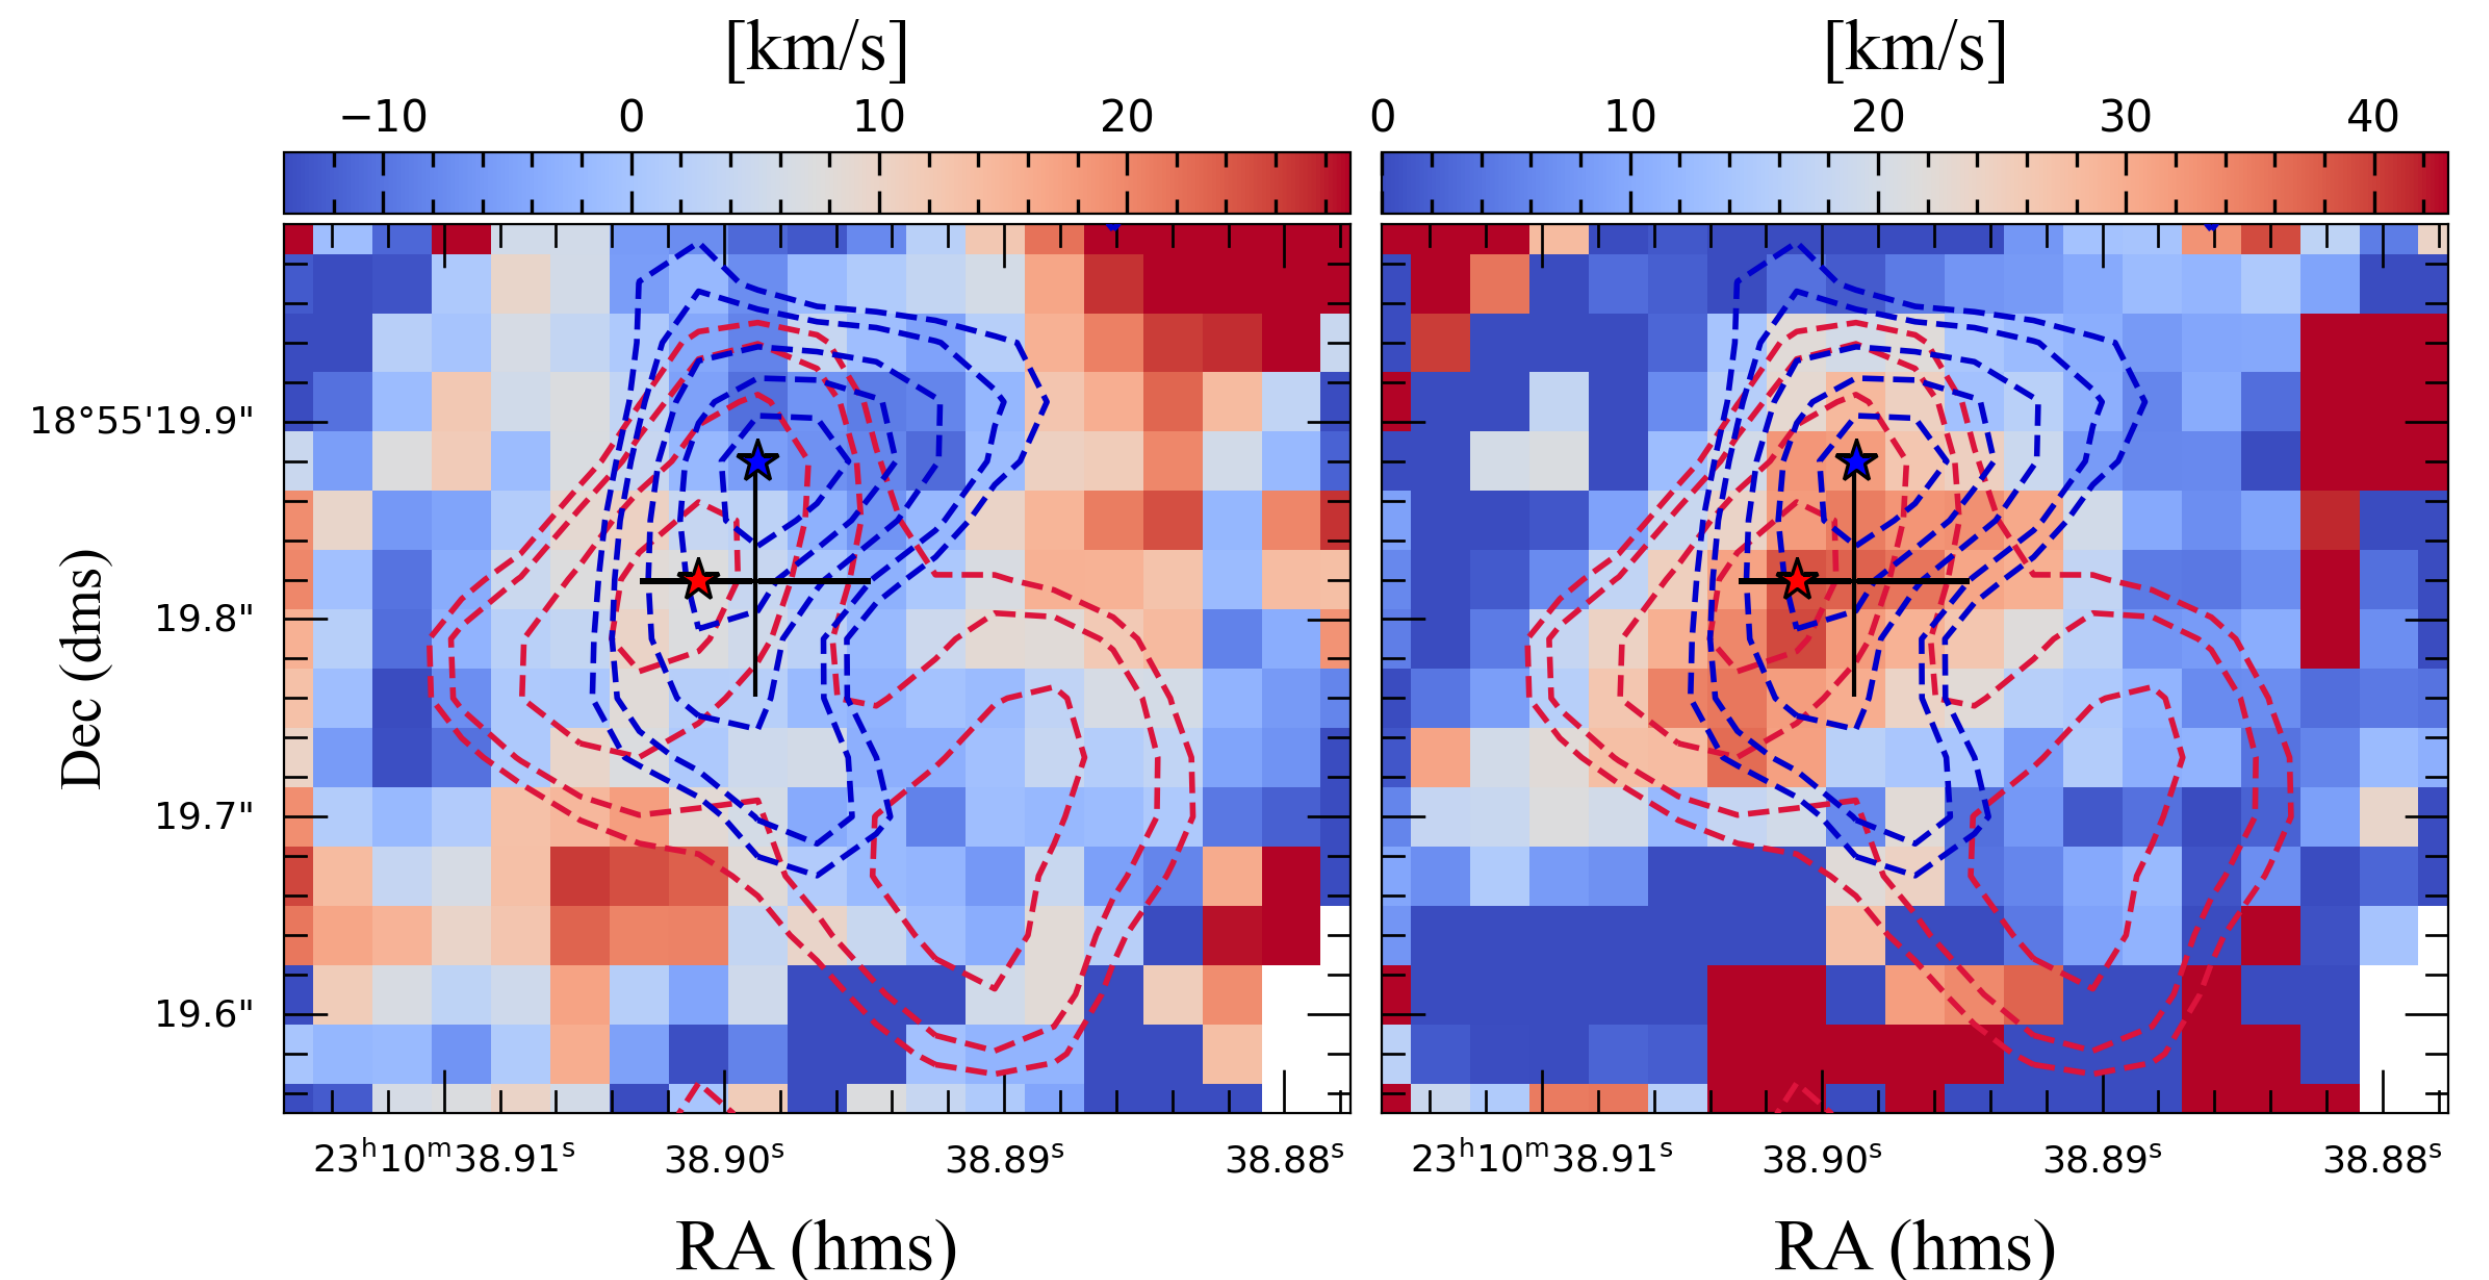 [km/s] [km/s]
−10 0 10 20 0 10 20 30 40
18°55'19.9"
19.8"
19.7"
19.6"
Dec (dms)
23ʰ10ᵐ38.91ˢ 38.90ˢ 38.89ˢ 38.88ˢ 23ʰ10ᵐ38.91ˢ 38.90ˢ 38.89ˢ 38.88ˢ
RA (hms) RA (hms)